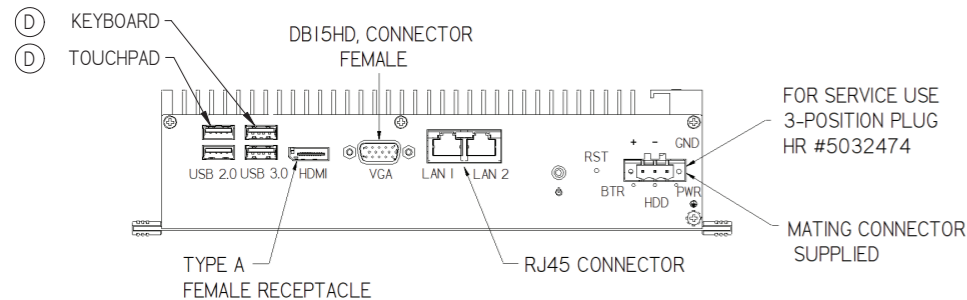 D KEYBOARD
D TOUCHPAD
DB15HD, CONNECTOR
FEMALE
FOR SERVICE USE
3-POSITION PLUG
HR #5032474
+ - GND
RST
USB 2.0 USB 3.0 HDMI
VGA
LAN 1 LAN 2
BTR
HDD
PWR
MATING CONNECTOR
SUPPLIED
TYPE A
FEMALE RECEPTACLE
RJ45 CONNECTOR